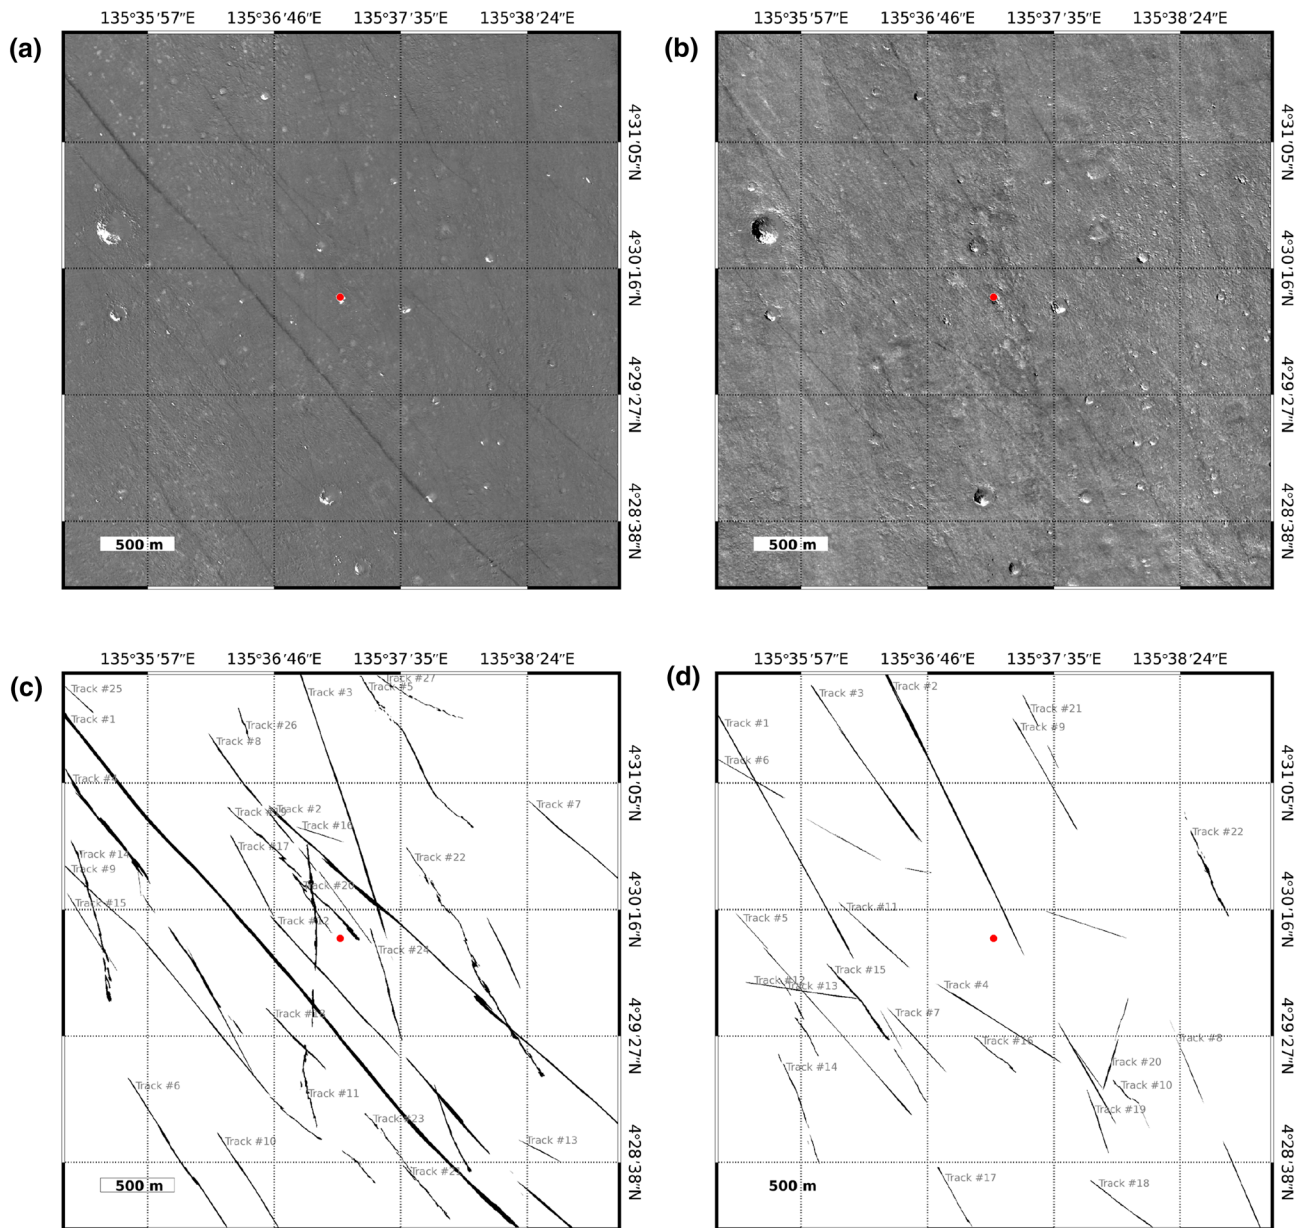 135°35′57″E 135°36′46″E 135°37′35″E 135°38′24″E
(a)
4°31′05″N
4°30′16″N
4°29′27″N
4°28′38″N
500 m
135°35′57″E 135°36′46″E 135°37′35″E 135°38′24″E
(b)
4°31′05″N
4°30′16″N
4°29′27″N
4°28′38″N
500 m
135°35′57″E 135°36′46″E 135°37′35″E 135°38′24″E
(c)
Track #27
Track #5
Track #25
Track #3
Track #1
Track #26
Track #8
Track #7
Track #2
Track #16
Track #17
Track #14
Track #22
Track #9
Track #20
Track #15
Track #12
Track #24
Track #18
Track #6
Track #11
Track #23
Track #10
Track #13
Track #21
4°31′05″N
4°30′16″N
4°29′27″N
4°28′38″N
500 m
135°35′57″E 135°36′46″E 135°37′35″E 135°38′24″E
(d)
Track #2
Track #3
Track #21
Track #1
Track #9
Track #6
Track #22
Track #11
Track #5
Track #15
Track #12
Track #13
Track #4
Track #7
Track #8
Track #16
Track #20
Track #14
Track #10
Track #19
Track #17
Track #18
4°31′05″N
4°30′16″N
4°29′27″N
4°28′38″N
500 m